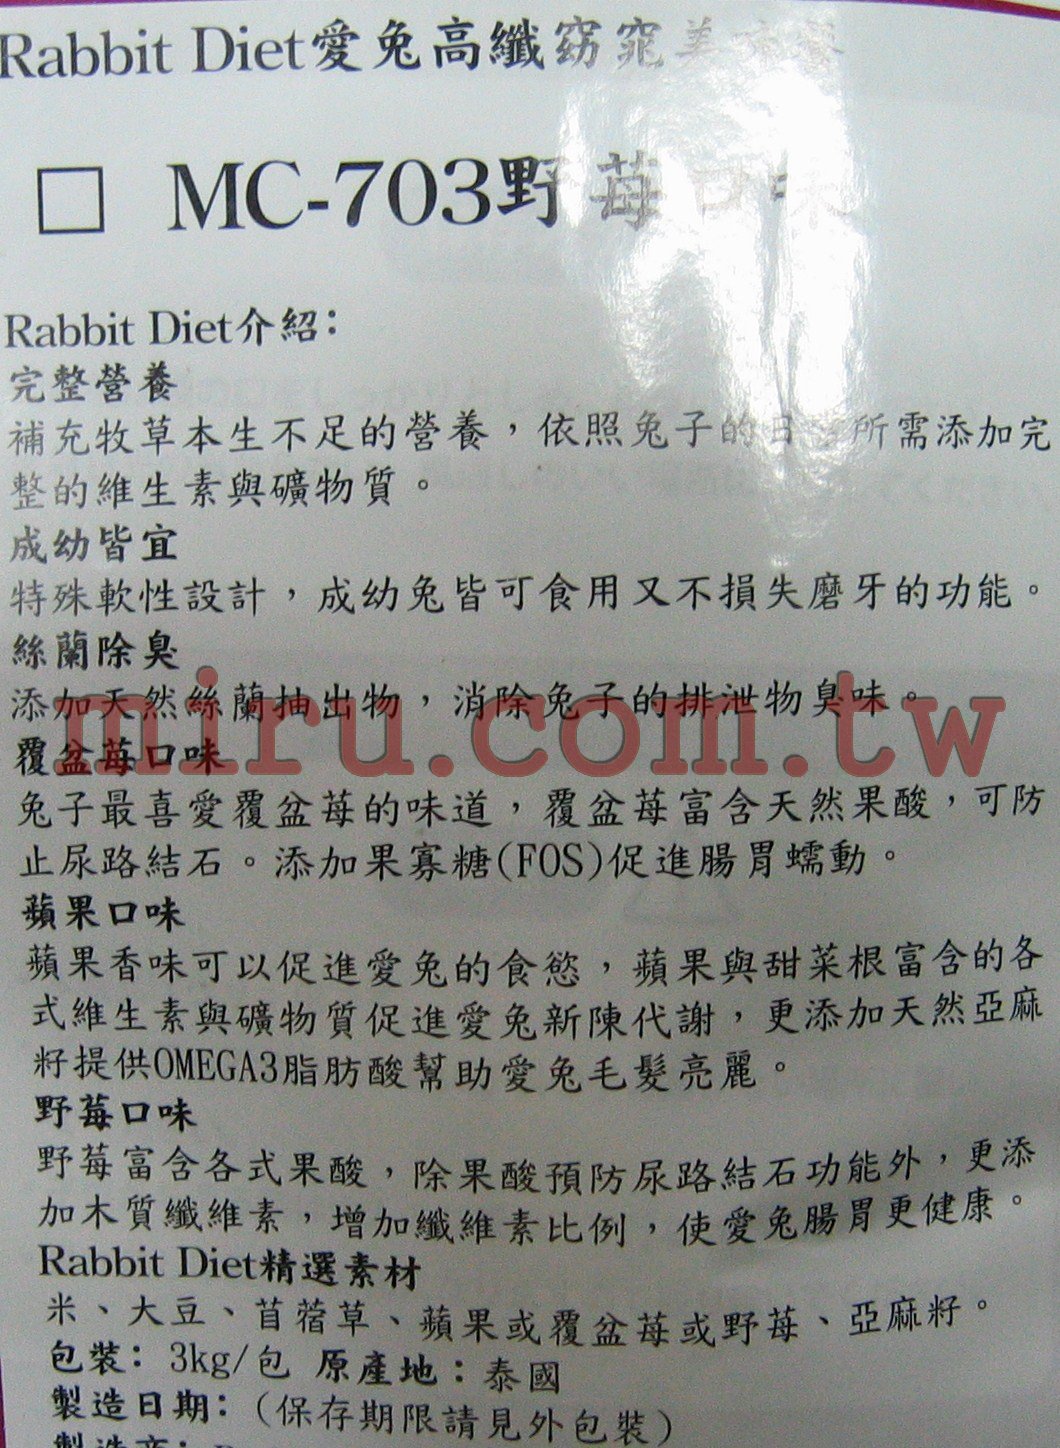 Rabbit Diet愛兔高纖窈窕美味餐
□ MC-703野莓口味
Rabbit Diet介紹:
完整營養
補充牧草本生不足的營養，依照兔子的日 所需添加完
整的維生素與礦物質。
成幼皆宜
特殊軟性設計，成幼兔皆可食用又不損失磨牙的功能。
絲蘭除臭
添加天然絲蘭抽出物，消除兔子的排泄物臭味。
miru.com.tw
覆盆莓口味
兔子最喜愛覆盆莓的味道，覆盆莓富含天然果酸，可防
止尿路結石。添加果寡糖(FOS)促進腸胃蠕動。
蘋果口味
蘋果香味可以促進愛兔的食慾，蘋果與甜菜根富含的各
式維生素與礦物質促進愛兔新陳代謝，更添加天然亞麻
籽提供OMEGA3脂肪酸幫助愛兔毛髮亮麗。
野莓口味
野莓富含各式果酸，除果酸預防尿路結石功能外，更添
加木質纖維素，增加纖維素比例，使愛兔腸胃更健康。
Rabbit Diet精選素材
米、大豆、苜蓿草、蘋果或覆盆莓或野莓、亞麻籽。
包裝: 3kg/包 原產地：泰國
製造日期:（保存期限請見外包裝）